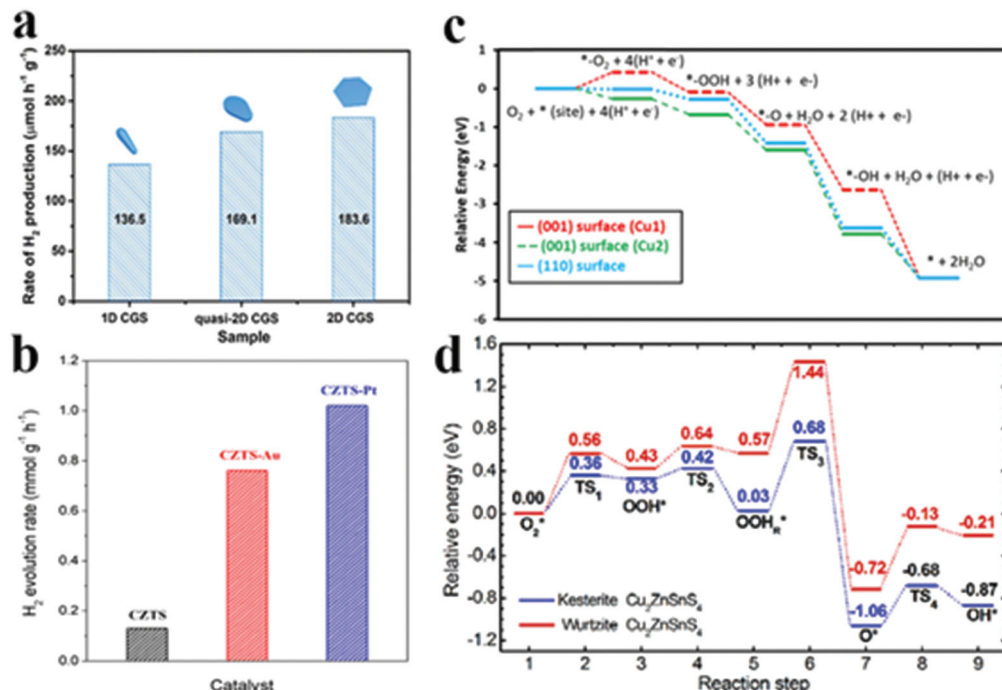 a
Rate of H₂ production (μmol h⁻¹ g⁻¹)
250
200
150
100
50
0
136.5
169.1
183.6
1D CGS
quasi-2D CGS
2D CGS
Sample
b
H₂ evolution rate (mmol g⁻¹ h⁻¹)
1.2
1.0
0.8
0.6
0.4
0.2
0.0
CZTS
CZTS-Au
CZTS-Pt
Catalyst
c
Relative Energy (eV)
1
0
-1
-2
-3
-4
-5
-6
*-O₂ + 4(H⁺ + e⁻)
O₂ + * (site) + 4(H⁺ + e⁻)
*-OOH + 3 (H+ + e-)
*-O + H₂O + 2 (H+ + e-)
*-OH + H₂O + (H+ + e-)
* + 2H₂O
(001) surface (Cu1)
(001) surface (Cu2)
(110) surface
d
Relative energy (eV)
1.6
1.2
0.8
0.4
0.0
-0.4
-0.8
-1.2
0.00
O₂*
0.56
0.36
TS₁
0.43
0.33
OOH*
0.64
0.42
TS₂
0.57
0.03
OOH_R*
1.44
0.68
TS₃
-0.72
-1.06
O*
-0.13
-0.68
TS₄
-0.21
-0.87
OH*
Kesterite Cu₂ZnSnS₄
Wurtzite Cu₂ZnSnS₄
1 2 3 4 5 6 7 8 9
Reaction step